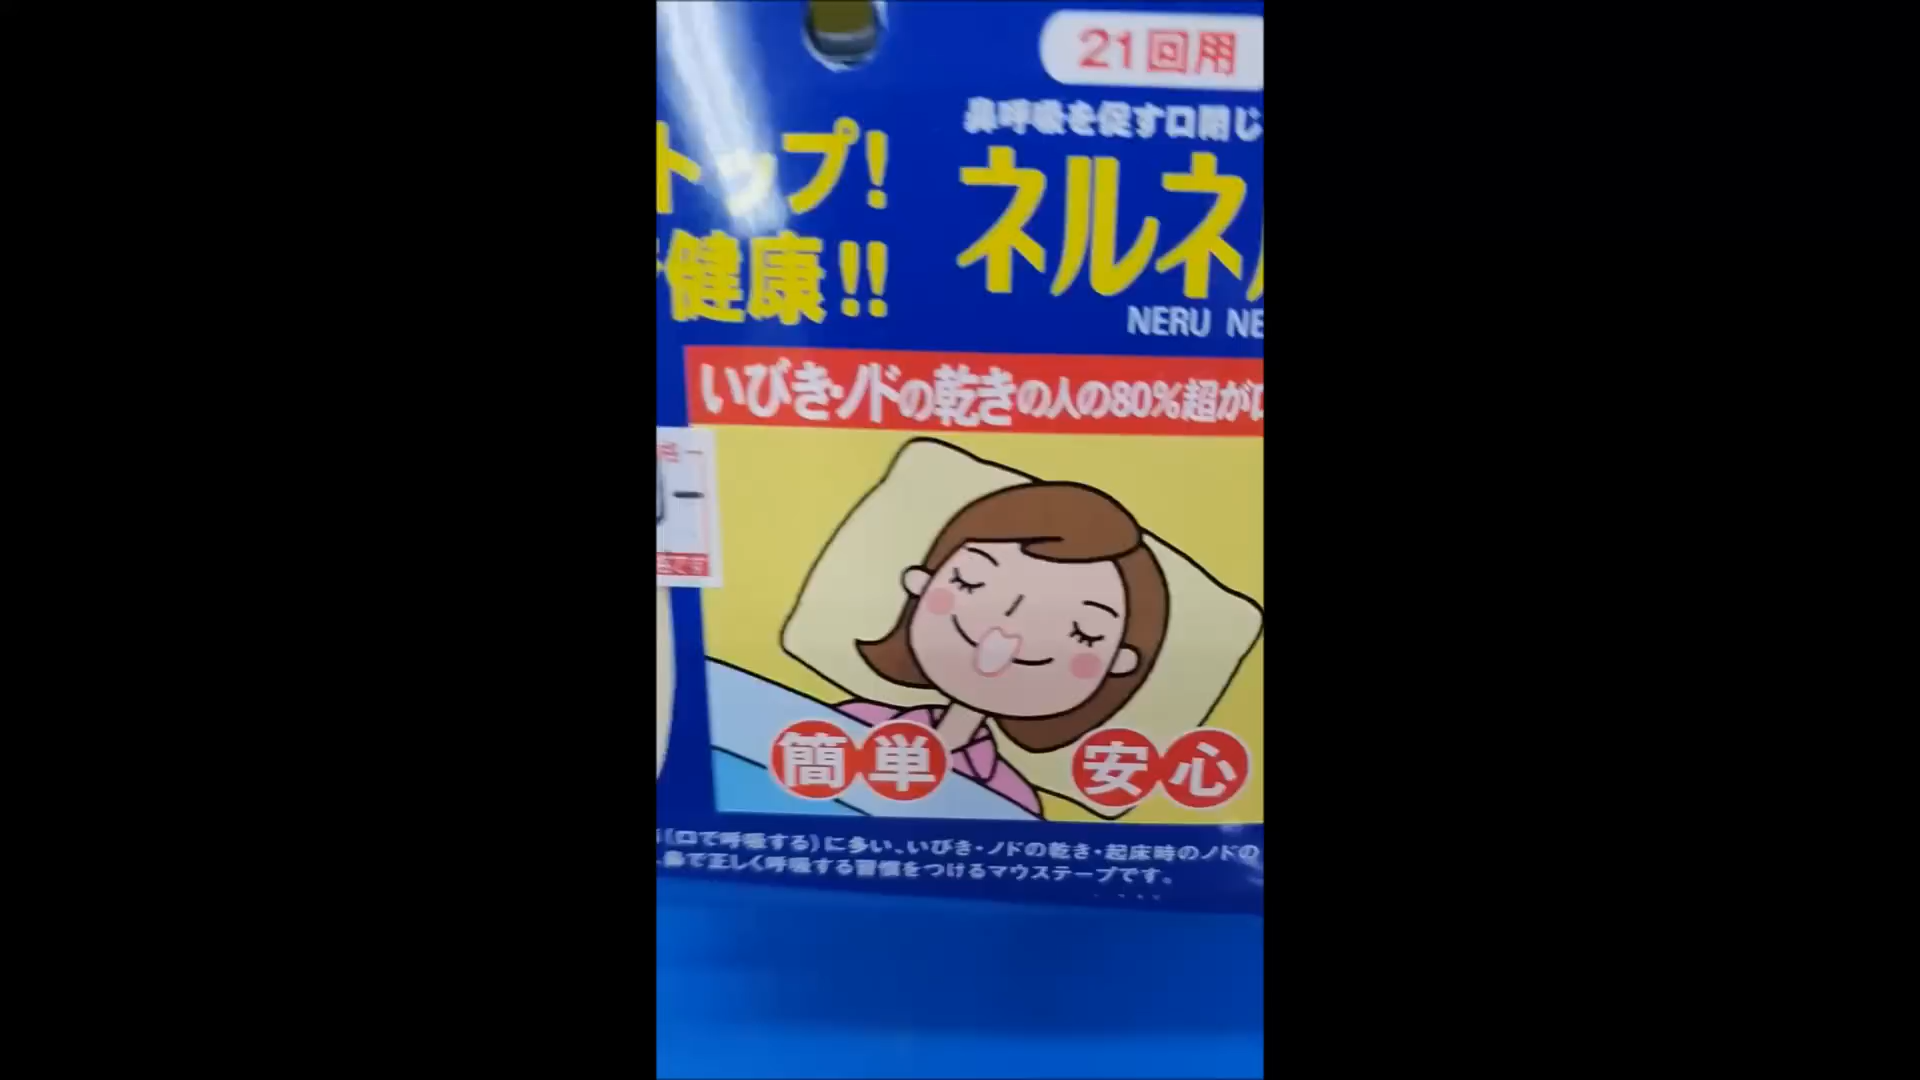 21回用
鼻呼吸を促す口閉じ
トップ!
健康!!
ネルネ
NERU NE
いびき・ノドの乾きの人の80%超が
簡単
安心
(口で呼吸する)に多い、いびき・ノドの乾き・起床時のノドの
鼻で正しく呼吸する習慣をつけるマウステープです。